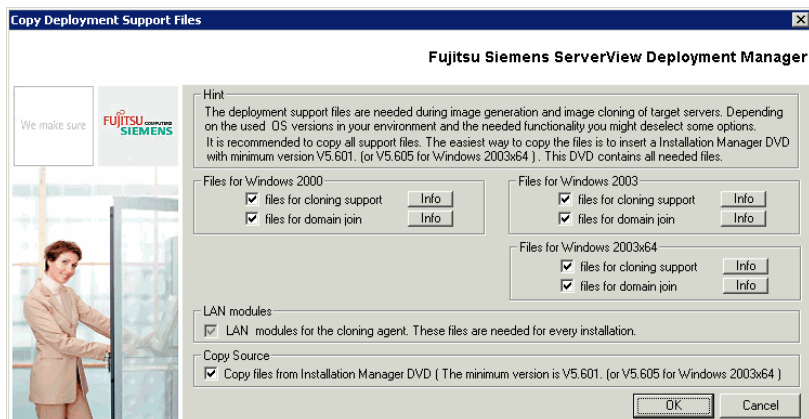 Copy Deployment Support Files
Fujitsu Siemens ServerView Deployment Manager
We make sure
FUJITSU COMPUTERS
SIEMENS
Hint
The deployment support files are needed during image generation and image cloning of target servers. Depending
on the used OS versions in your environment and the needed functionality you might deselect some options.
It is recommended to copy all support files. The easiest way to copy the files is to insert a Installation Manager DVD
with minimum version V5.601. (or V5.605 for Windows 2003x64 ) . This DVD contains all needed files.
Files for Windows 2000
files for cloning support Info
files for domain join Info
Files for Windows 2003
files for cloning support Info
files for domain join Info
Files for Windows 2003x64
files for cloning support Info
files for domain join Info
LAN modules
LAN modules for the cloning agent. These files are needed for every installation.
Copy Source
Copy files from Installation Manager DVD ( The minimum version is V5.601. (or V5.605 for Windows 2003x64 )
OK Cancel